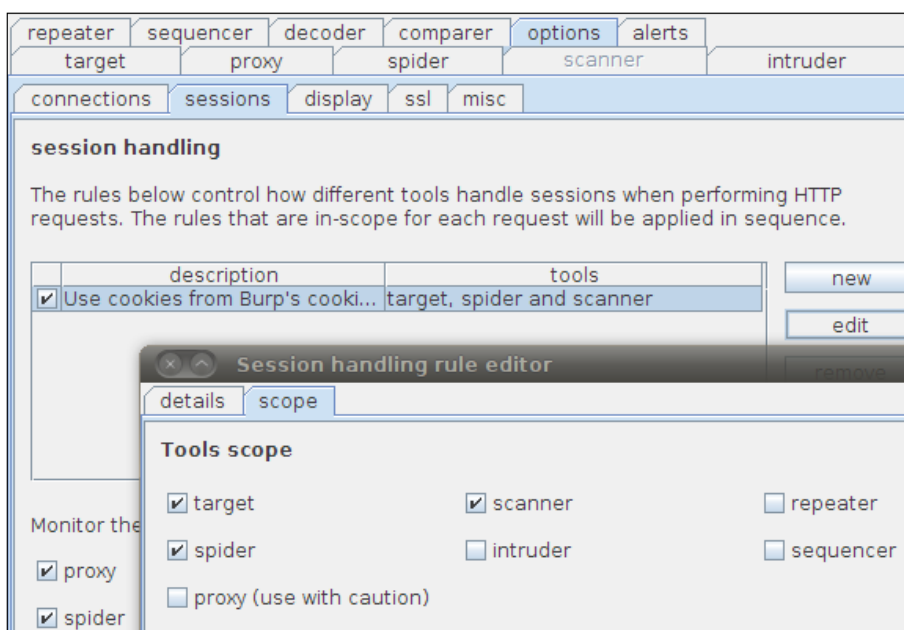 repeater sequencer decoder comparer options alerts
target proxy spider scanner intruder
connections sessions display ssl misc
session handling
The rules below control how different tools handle sessions when performing HTTP
requests. The rules that are in-scope for each request will be applied in sequence.
description tools
Use cookies from Burp's cooki... target, spider and scanner
new
edit
remove
Session handling rule editor
details scope
Tools scope
target scanner repeater
spider intruder sequencer
proxy (use with caution)
Monitor the
proxy
spider